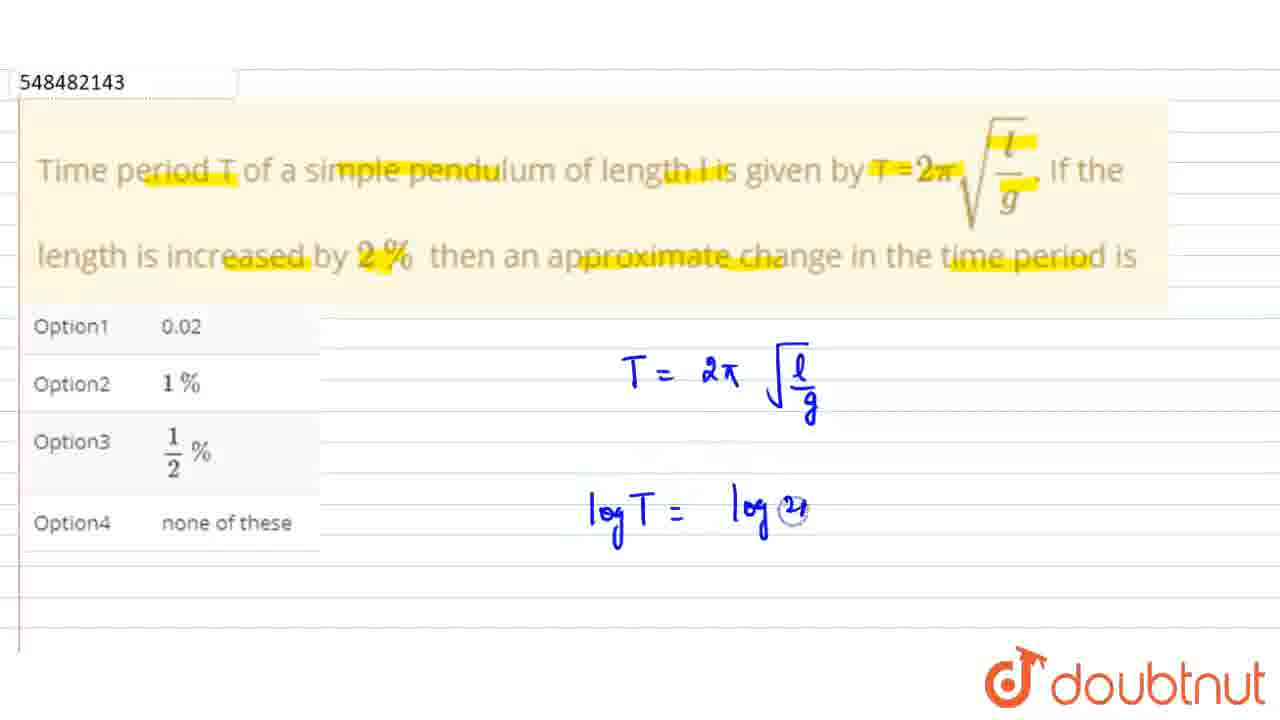 548482143
Time period T of a simple pendulum of length l is given by T =2π√(l/g). If the
length is increased by 2 % then an approximate change in the time period is
Option1 0.02
Option2 1 %
Option3 1/2 %
Option4 none of these
T = 2π √(l/g)
log T = log (2
doubtnut